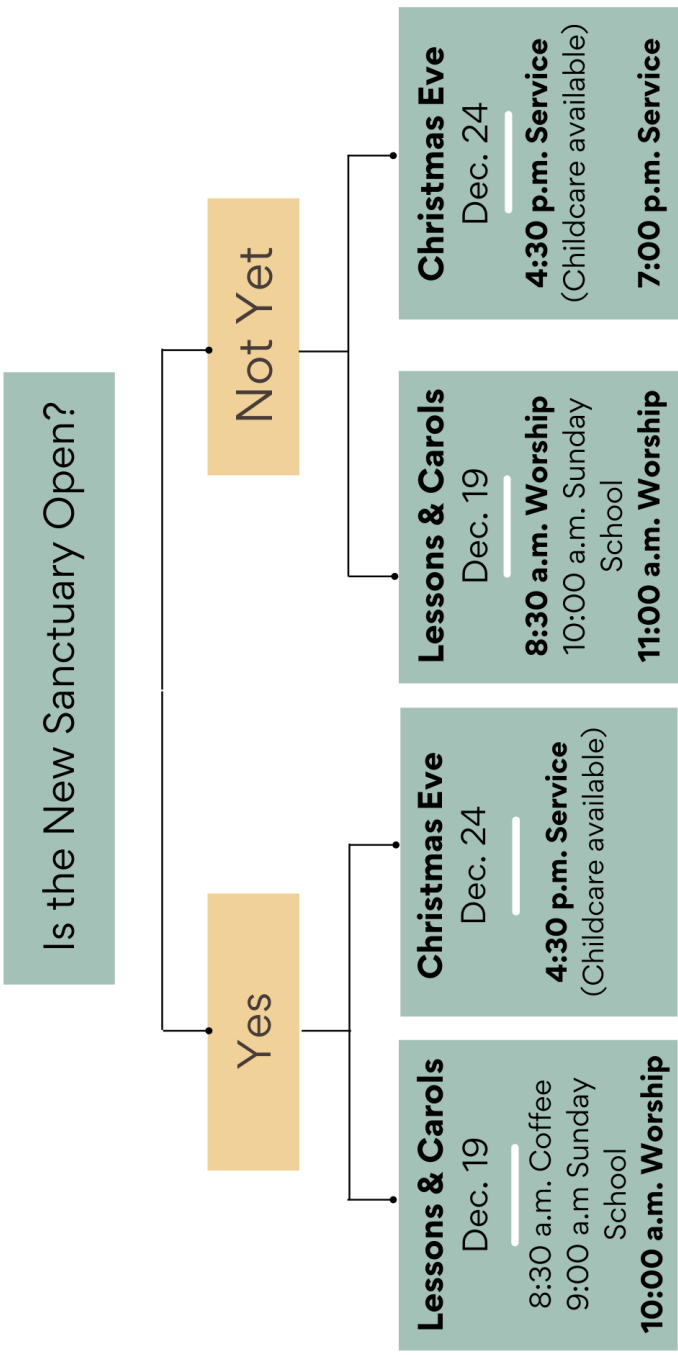 Is the New Sanctuary Open?
Yes
Not Yet
Lessons & Carols
Dec. 19
8:30 a.m. Coffee
9:00 a.m Sunday
School
10:00 a.m. Worship
Christmas Eve
Dec. 24
4:30 p.m. Service
(Childcare available)
Lessons & Carols
Dec. 19
8:30 a.m. Worship
10:00 a.m. Sunday
School
11:00 a.m. Worship
Christmas Eve
Dec. 24
4:30 p.m. Service
(Childcare available)
7:00 p.m. Service